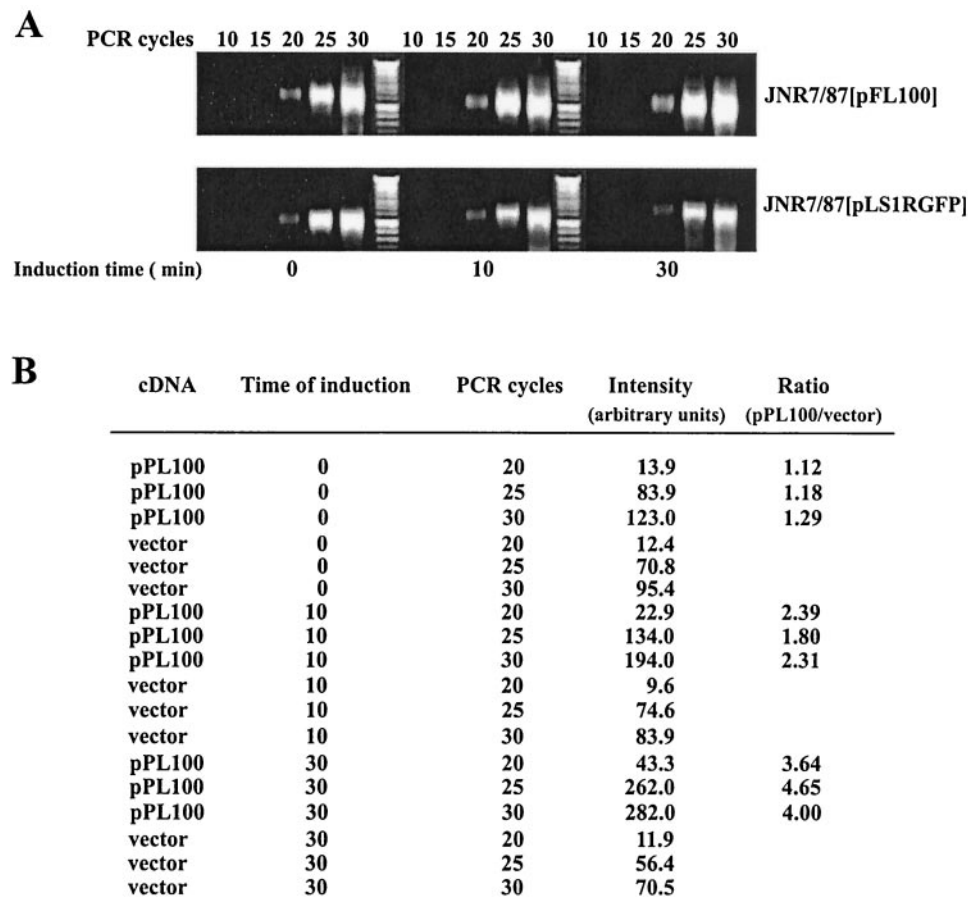 A
PCR cycles 10 15 20 25 30 10 15 20 25 30 10 15 20 25 30
JNR7/87[pFL100]
JNR7/87[pLS1RGFP]
Induction time ( min) 0 10 30
B
cDNA Time of induction PCR cycles Intensity Ratio
(arbitrary units) (pPL100/vector)
pPL100 0 20 13.9 1.12
pPL100 0 25 83.9 1.18
pPL100 0 30 123.0 1.29
vector 0 20 12.4
vector 0 25 70.8
vector 0 30 95.4
pPL100 10 20 22.9 2.39
pPL100 10 25 134.0 1.80
pPL100 10 30 194.0 2.31
vector 10 20 9.6
vector 10 25 74.6
vector 10 30 83.9
pPL100 30 20 43.3 3.64
pPL100 30 25 262.0 4.65
pPL100 30 30 282.0 4.00
vector 30 20 11.9
vector 30 25 56.4
vector 30 30 70.5